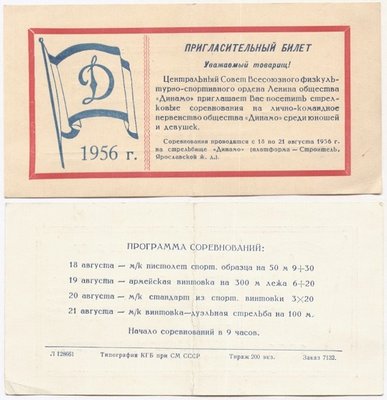 Д
1956 г.
ПРИГЛАСИТЕЛЬНЫЙ БИЛЕТ
Уважаемый товарищ!
Центральный Совет Всесоюзного физкуль-
турно-спортивного ордена Ленина общества
«Динамо» приглашает Вас посетить стрел-
ковые соревнования на лично-командное
первенство общества «Динамо» среди юношей
и девушек.
Соревнования проводятся с 18 по 21 августа 1956 г.
на стрельбище «Динамо» (платформа — Строитель,
Ярославской ж. д.).
ПРОГРАММА СОРЕВНОВАНИЙ:
18 августа — м/к пистолет спорт. образца на 50 м 9+30
19 августа — армейская винтовка на 300 м лежа 6+20
20 августа — м/к стандарт из спорт. винтовки 3×20
21 августа — м/к винтовка—дуэльная стрельба на 100 м.
Начало соревнований в 9 часов.
Л 128661 Типография КГБ при СМ СССР Тираж 200 экз. Заказ 7132.